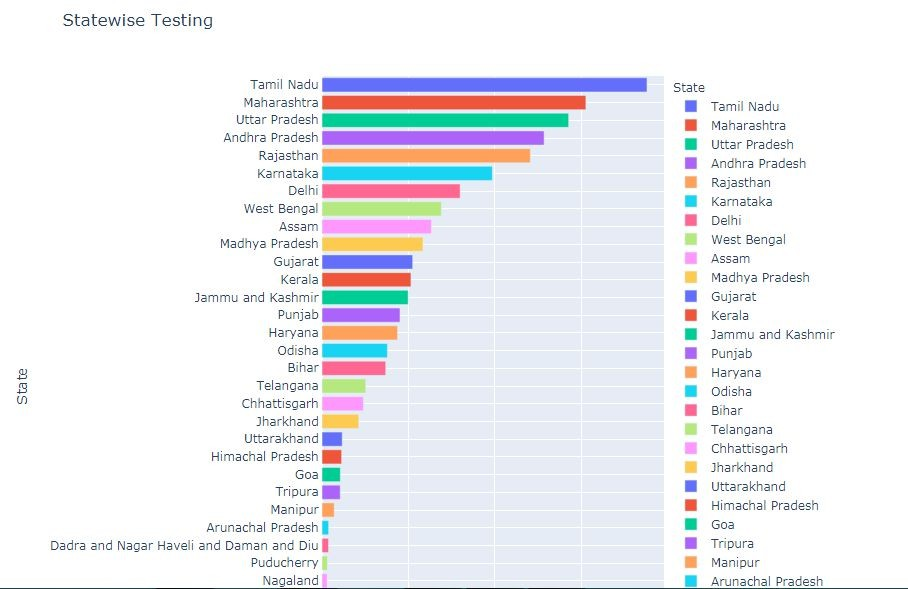 Statewise Testing
State
Tamil Nadu
Maharashtra
Uttar Pradesh
Andhra Pradesh
Rajasthan
Karnataka
Delhi
West Bengal
Assam
Madhya Pradesh
Gujarat
Kerala
Jammu and Kashmir
Punjab
Haryana
Odisha
Bihar
Telangana
Chhattisgarh
Jharkhand
Uttarakhand
Himachal Pradesh
Goa
Tripura
Manipur
Arunachal Pradesh
Dadra and Nagar Haveli and Daman and Diu
Puducherry
Nagaland
State
Tamil Nadu
Maharashtra
Uttar Pradesh
Andhra Pradesh
Rajasthan
Karnataka
Delhi
West Bengal
Assam
Madhya Pradesh
Gujarat
Kerala
Jammu and Kashmir
Punjab
Haryana
Odisha
Bihar
Telangana
Chhattisgarh
Jharkhand
Uttarakhand
Himachal Pradesh
Goa
Tripura
Manipur
Arunachal Pradesh